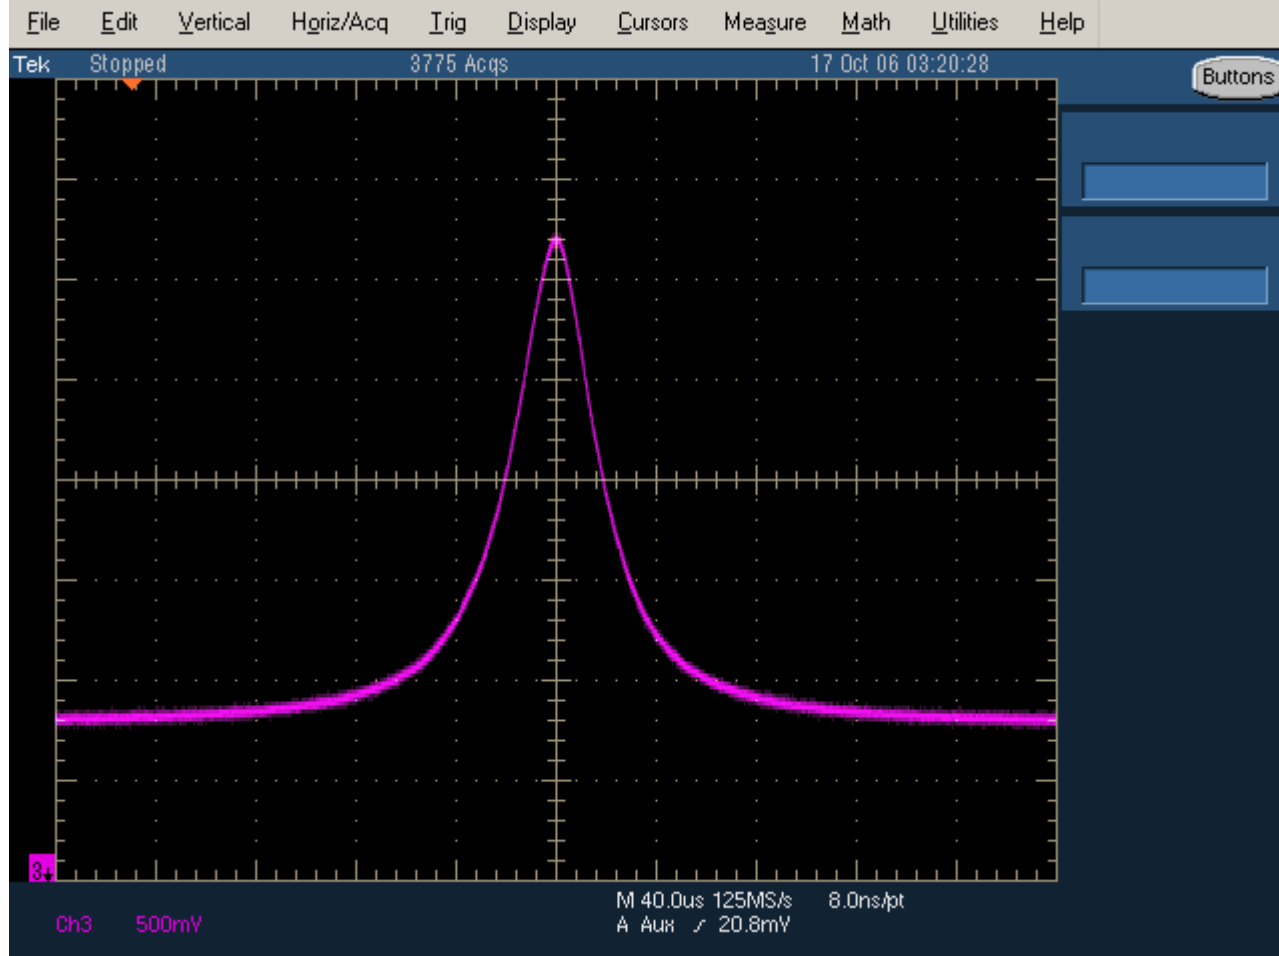 File Edit Vertical Horiz/Acq Trig Display Cursors Measure Math Utilities Help
Tek Stopped 3775 Acqs 17 Oct 06 03:20:28
Buttons
3
M 40.0us 125MS/s 8.0ns/pt
Ch3 500mV A Aux 20.8mV